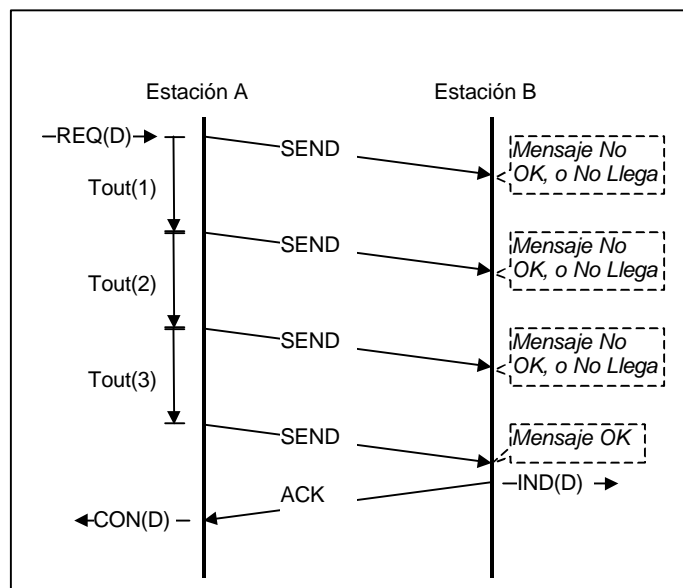 Estación A
Estación B
REQ(D)
SEND
Mensaje No
OK, o No Llega
Tout(1)
SEND
Mensaje No
OK, o No Llega
Tout(2)
SEND
Mensaje No
OK, o No Llega
Tout(3)
SEND
Mensaje OK
ACK
IND(D)
CON(D)